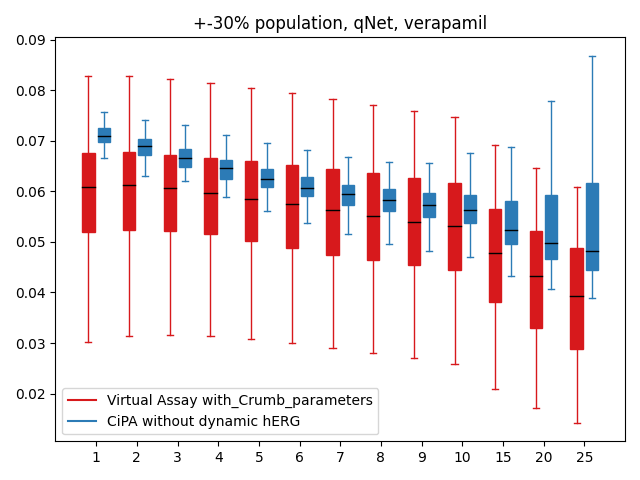 +-30% population, qNet, verapamil
0.09
0.08
0.07
0.06
0.05
0.04
0.03
0.02
Virtual Assay with_Crumb_parameters
CiPA without dynamic hERG
1 2 3 4 5 6 7 8 9 10 15 20 25